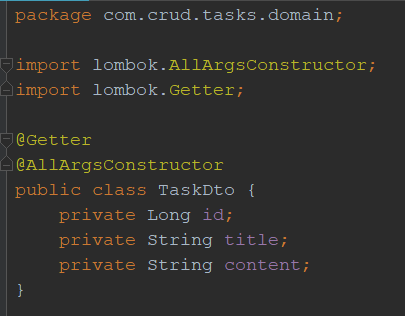 package com.crud.tasks.domain;
import lombok.AllArgsConstructor;
import lombok.Getter;
@Getter
@AllArgsConstructor
public class TaskDto {
    private Long id;
    private String title;
    private String content;
}